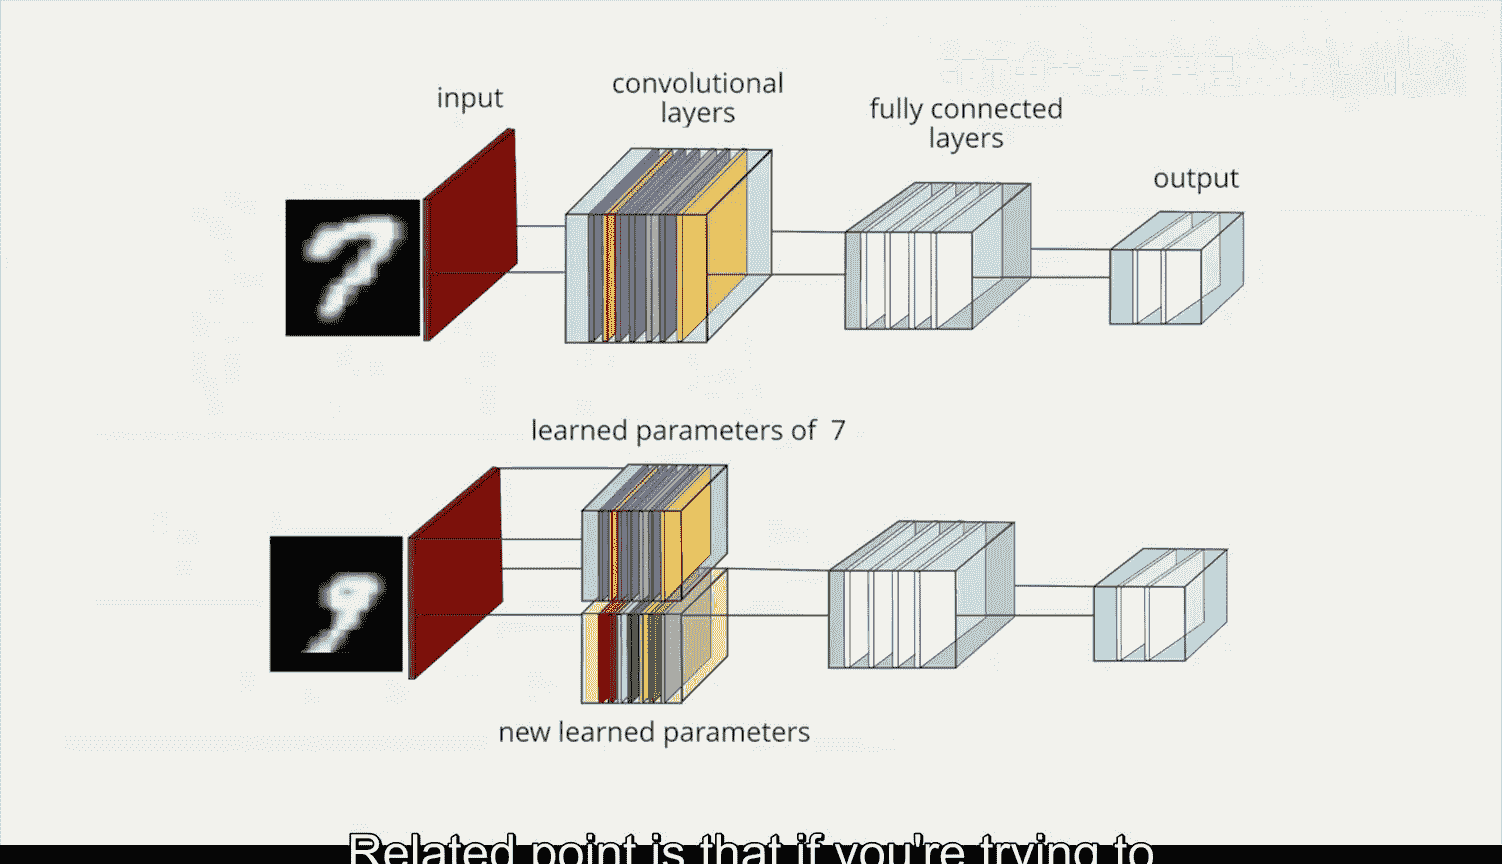 input
convolutional
layers
fully connected
layers
output
learned parameters of 7
new learned parameters
Related point is that if you're trying to